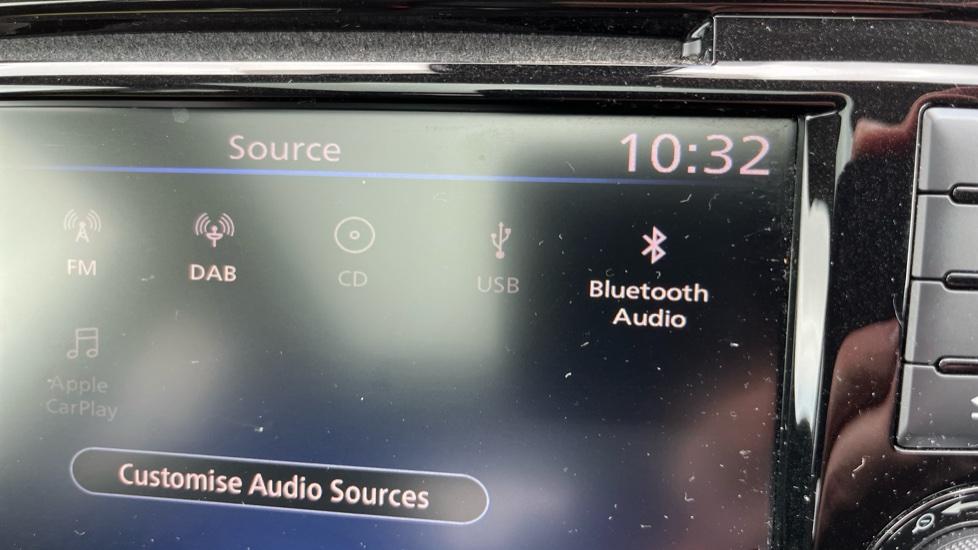 Source 10:32
FM DAB CD USB Bluetooth
Audio
Apple
CarPlay
Customise Audio Sources